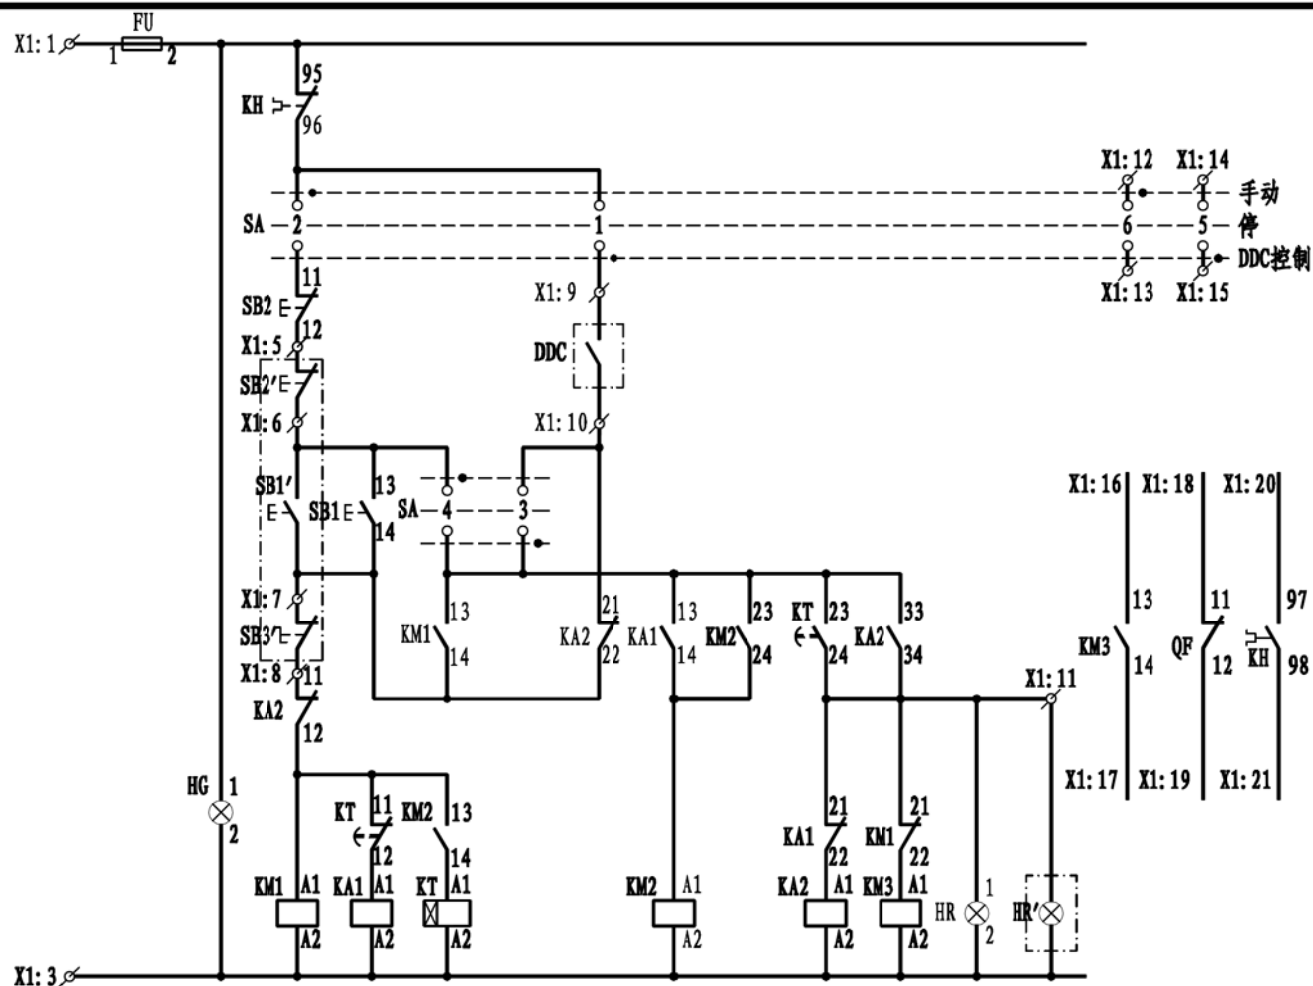 FU
X1:1
1 2
95
KH
96
X1:12 X1:14
手动
SA 2 1 6 5 停
DDC控制
11
SB2
12
X1:9
X1:13 X1:15
X1:5
DDC
SB2′
X1:6
X1:10
SB1′
13
SB1
14
SA 4 3
X1:16 X1:18 X1:20
X1:7
13
KM1
14
21
KA2
22
13
KA1
14
23
KM2
24
KT 23
24
33
KA2
34
13
KM3
14
11
QF
12
97
KH
98
SB3′
X1:8 11
KA2
12
X1:11
X1:17 X1:19 X1:21
HG 1
2
KT 11
12
KM2 13
14
21
KA1
22
21
KM1
22
KM1 A1
A2
KA1 A1
A2
KT A1
A2
KM2 A1
A2
KA2 A1
A2
KM3 A1
A2
HR 1
2
HR′
X1:3